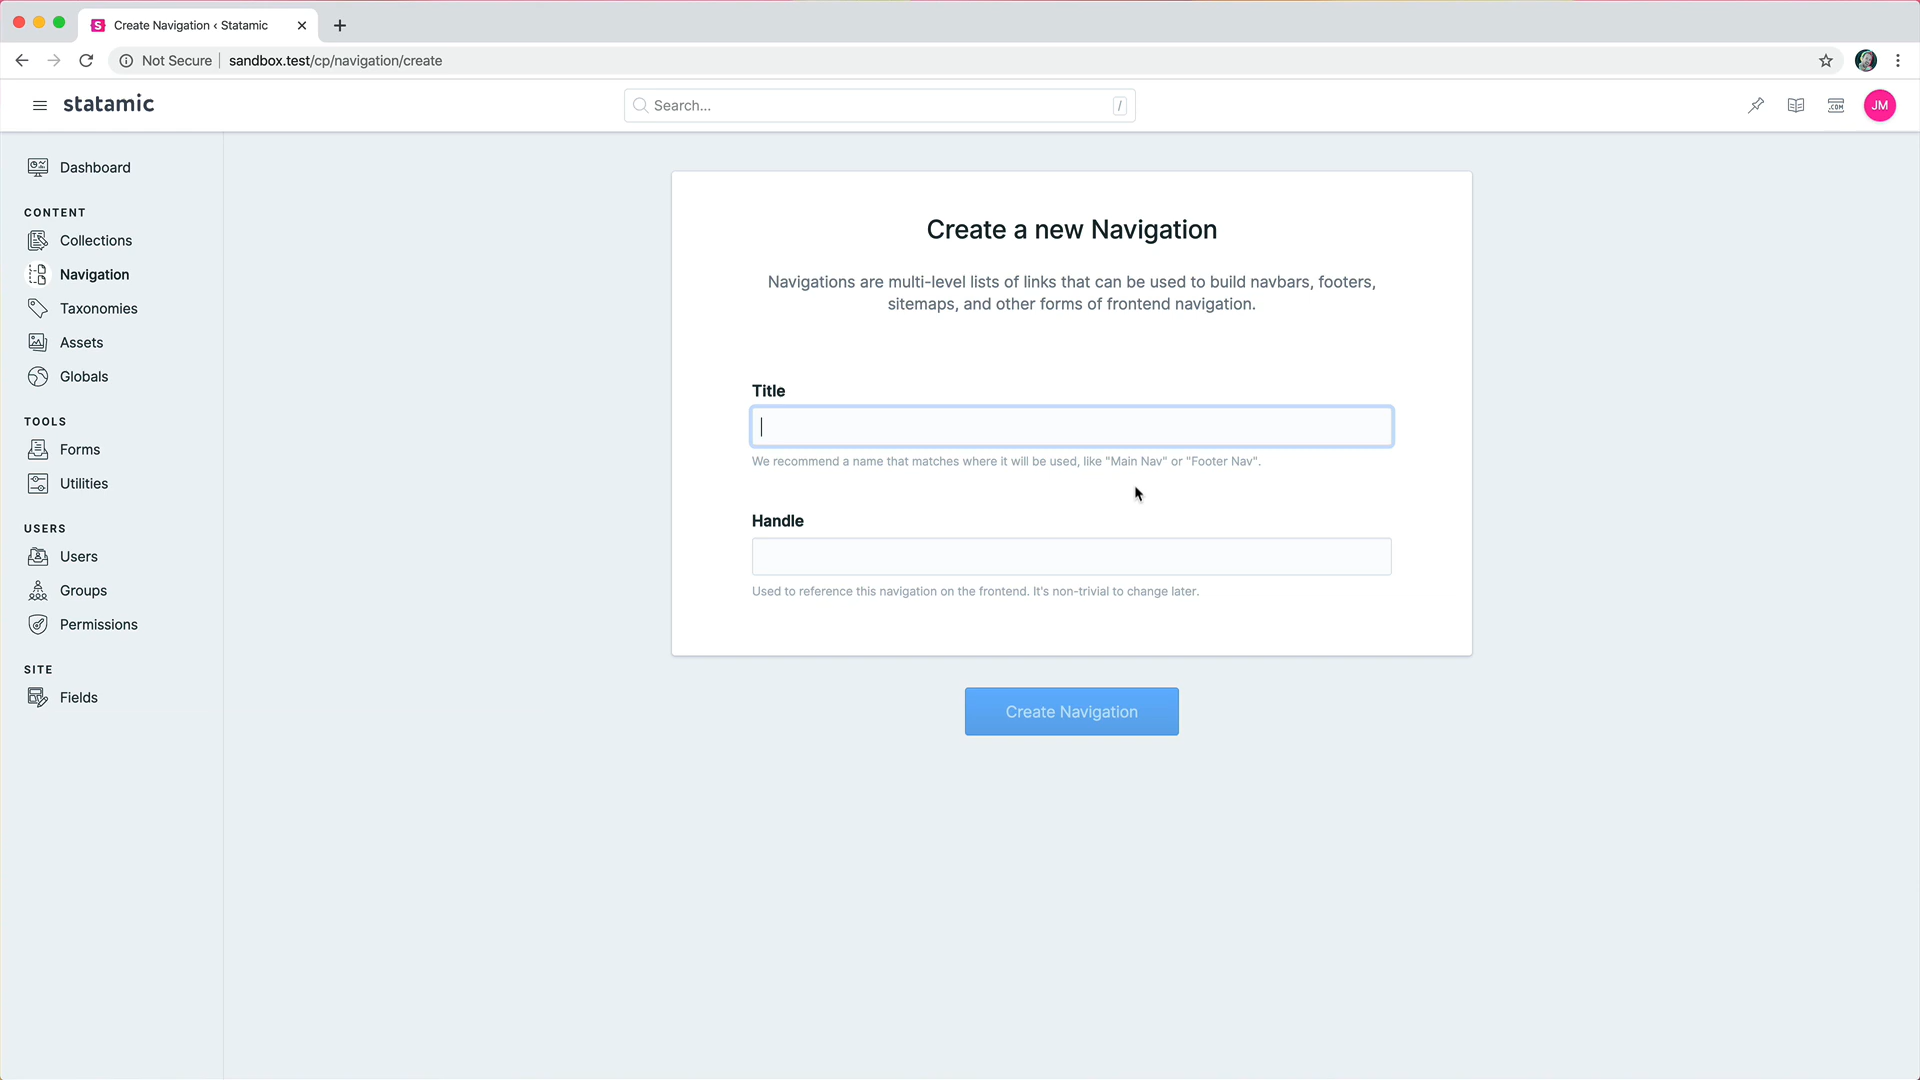 Create Navigation ‹ Statamic
Not Secure
sandbox.test/cp/navigation/create
statamic
Search...
/
.COM
JM
Dashboard
CONTENT
Collections
Navigation
Taxonomies
Assets
Globals
TOOLS
Forms
Utilities
USERS
Users
Groups
Permissions
SITE
Fields
Create a new Navigation
Navigations are multi-level lists of links that can be used to build navbars, footers,
sitemaps, and other forms of frontend navigation.
Title
We recommend a name that matches where it will be used, like "Main Nav" or "Footer Nav".
Handle
Used to reference this navigation on the frontend. It's non-trivial to change later.
Create Navigation